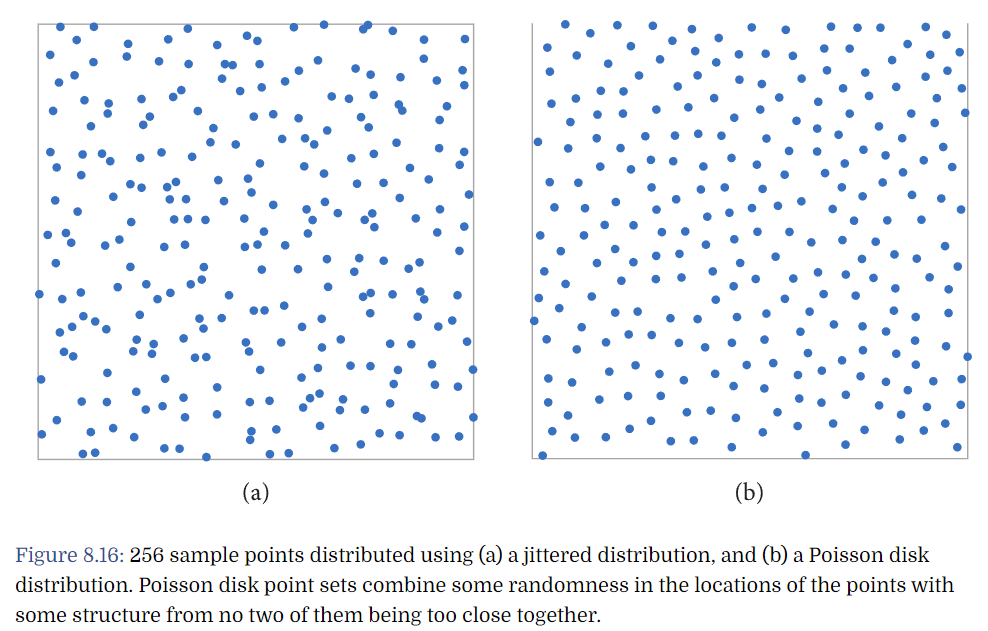 (a)
(b)
Figure 8.16: 256 sample points distributed using (a) a jittered distribution, and (b) a Poisson disk
distribution. Poisson disk point sets combine some randomness in the locations of the points with
some structure from no two of them being too close together.